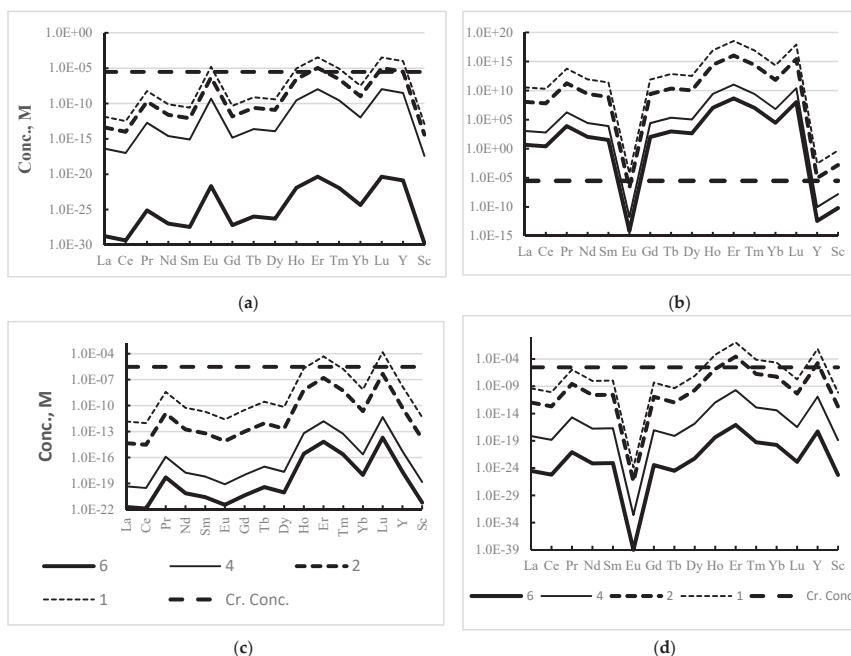 1.0E+00
1.0E-05
1.0E-10
1.0E-15
1.0E-20
1.0E-25
1.0E-30
Conc., M
La Ce Pr Nd Sm Eu Gd Tb Dy Ho Er Tm Yb Lu Y Sc
(a)
1.0E+20
1.0E+15
1.0E+10
1.0E+05
1.0E+00
1.0E-05
1.0E-10
1.0E-15
La Ce Pr Nd Sm Eu Gd Tb Dy Ho Er Tm Yb Lu Y Sc
(b)
1.0E-04
1.0E-07
1.0E-10
1.0E-13
1.0E-16
1.0E-19
1.0E-22
Conc., M
La Ce Pr Nd Sm Eu Gd Tb Dy Ho Er Tm Yb Lu Y Sc
6 4 2
1 Cr. Conc.
(c)
1.0E-04
1.0E-09
1.0E-14
1.0E-19
1.0E-24
1.0E-29
1.0E-34
1.0E-39
La Ce Pr Nd Sm Eu Gd Tb Dy Ho Er Tm Yb Lu Y Sc
6 4 2 1 Cr. Conc.
(d)